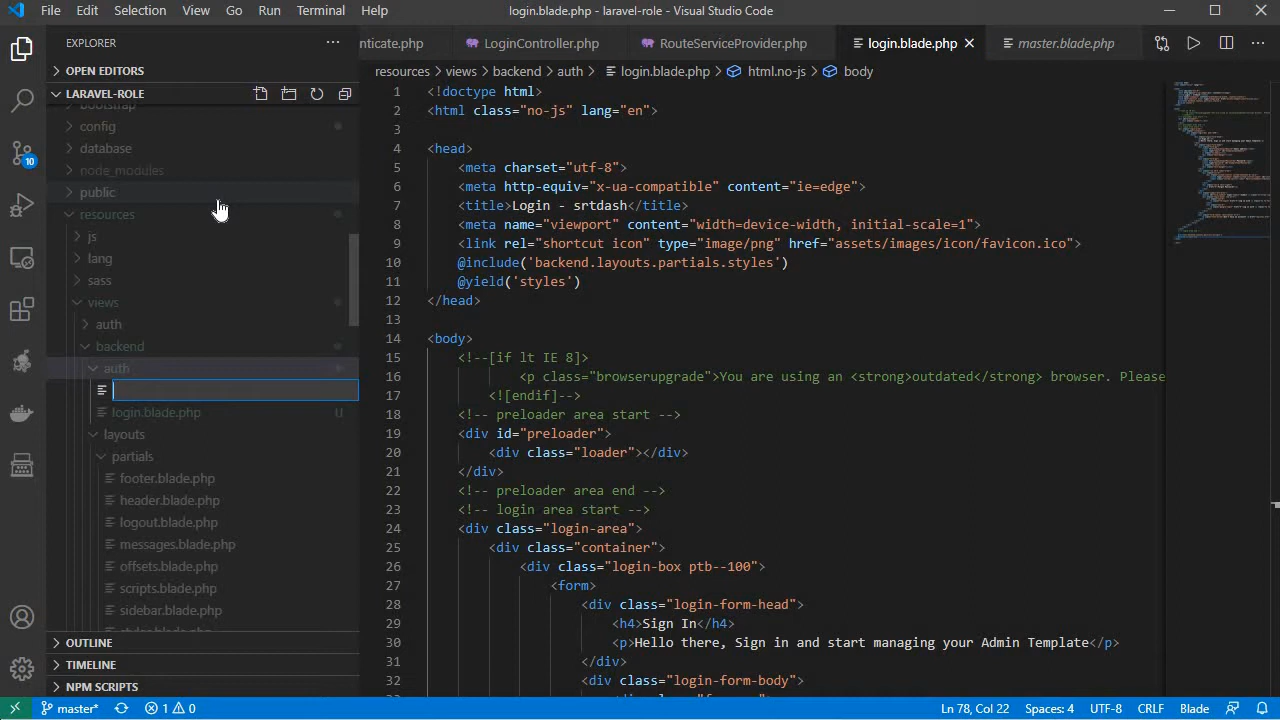 File Edit Selection View Go Run Terminal Help
login.blade.php - laravel-role - Visual Studio Code
EXPLORER
nticate.php LoginController.php RouteServiceProvider.php login.blade.php master.blade.php
resources views backend auth login.blade.php html.no-js body
OPEN EDITORS
LARAVEL-ROLE
bootstrap
config
database
node_modules
public
resources
js
lang
sass
views
auth
backend
auth
login.blade.php U
layouts
partials
footer.blade.php
header.blade.php
logout.blade.php
messages.blade.php
offsets.blade.php
scripts.blade.php
sidebar.blade.php
styles.blade.php
OUTLINE
TIMELINE
NPM SCRIPTS
10
1 <!doctype html>
2 <html class="no-js" lang="en">
3
4 <head>
5 <meta charset="utf-8">
6 <meta http-equiv="x-ua-compatible" content="ie=edge">
7 <title>Login - srtdash</title>
8 <meta name="viewport" content="width=device-width, initial-scale=1">
9 <link rel="shortcut icon" type="image/png" href="assets/images/icon/favicon.ico">
10 @include('backend.layouts.partials.styles')
11 @yield('styles')
12 </head>
13
14 <body>
15 <!--[if lt IE 8]>
16 <p class="browserupgrade">You are using an <strong>outdated</strong> browser. Please
17 <![endif]-->
18 <!-- preloader area start -->
19 <div id="preloader">
20 <div class="loader"></div>
21 </div>
22 <!-- preloader area end -->
23 <!-- login area start -->
24 <div class="login-area">
25 <div class="container">
26 <div class="login-box ptb--100">
27 <form>
28 <div class="login-form-head">
29 <h4>Sign In</h4>
30 <p>Hello there, Sign in and start managing your Admin Template</p>
31 </div>
32 <div class="login-form-body">
master* 1 0 Ln 78, Col 22 Spaces: 4 UTF-8 CRLF Blade